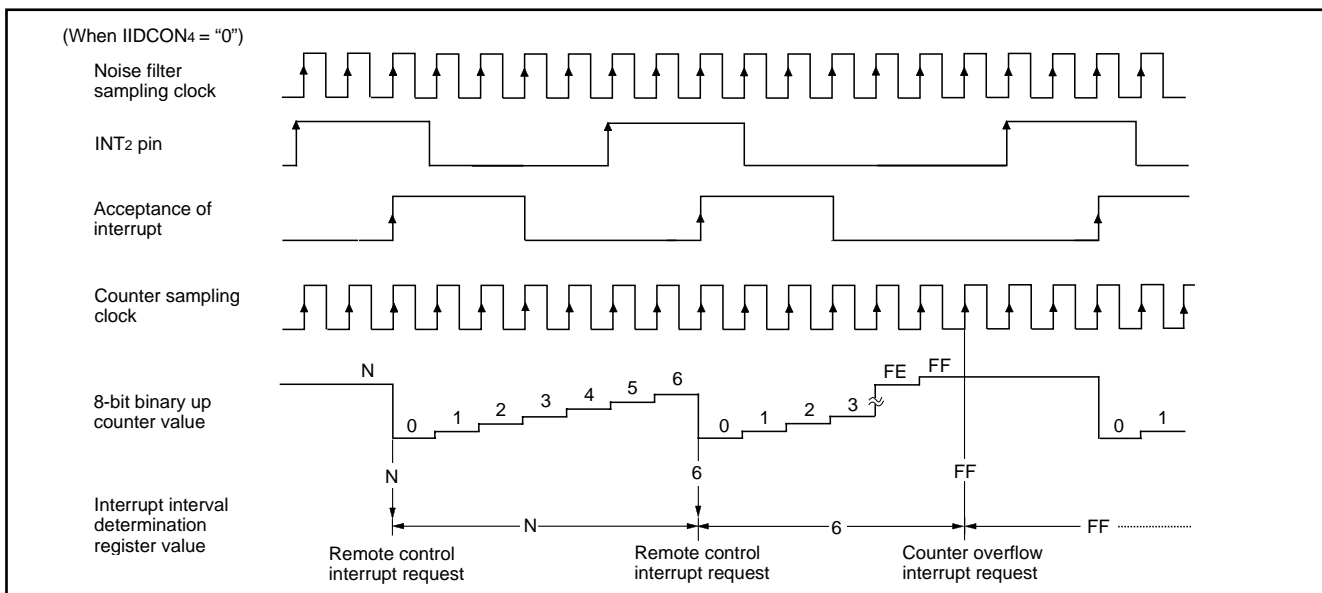 (When IIDCON4 = “0”)
Noise filter
sampling clock
INT2 pin
Acceptance of
interrupt
Counter sampling
clock
8-bit binary up
counter value
N
0
1
2
3
4
5
6
0
1
2
3
FE
FF
0
1
N
6
FF
Interrupt interval
determination
register value
N
6
FF
Remote control
interrupt request
Remote control
interrupt request
Counter overflow
interrupt request